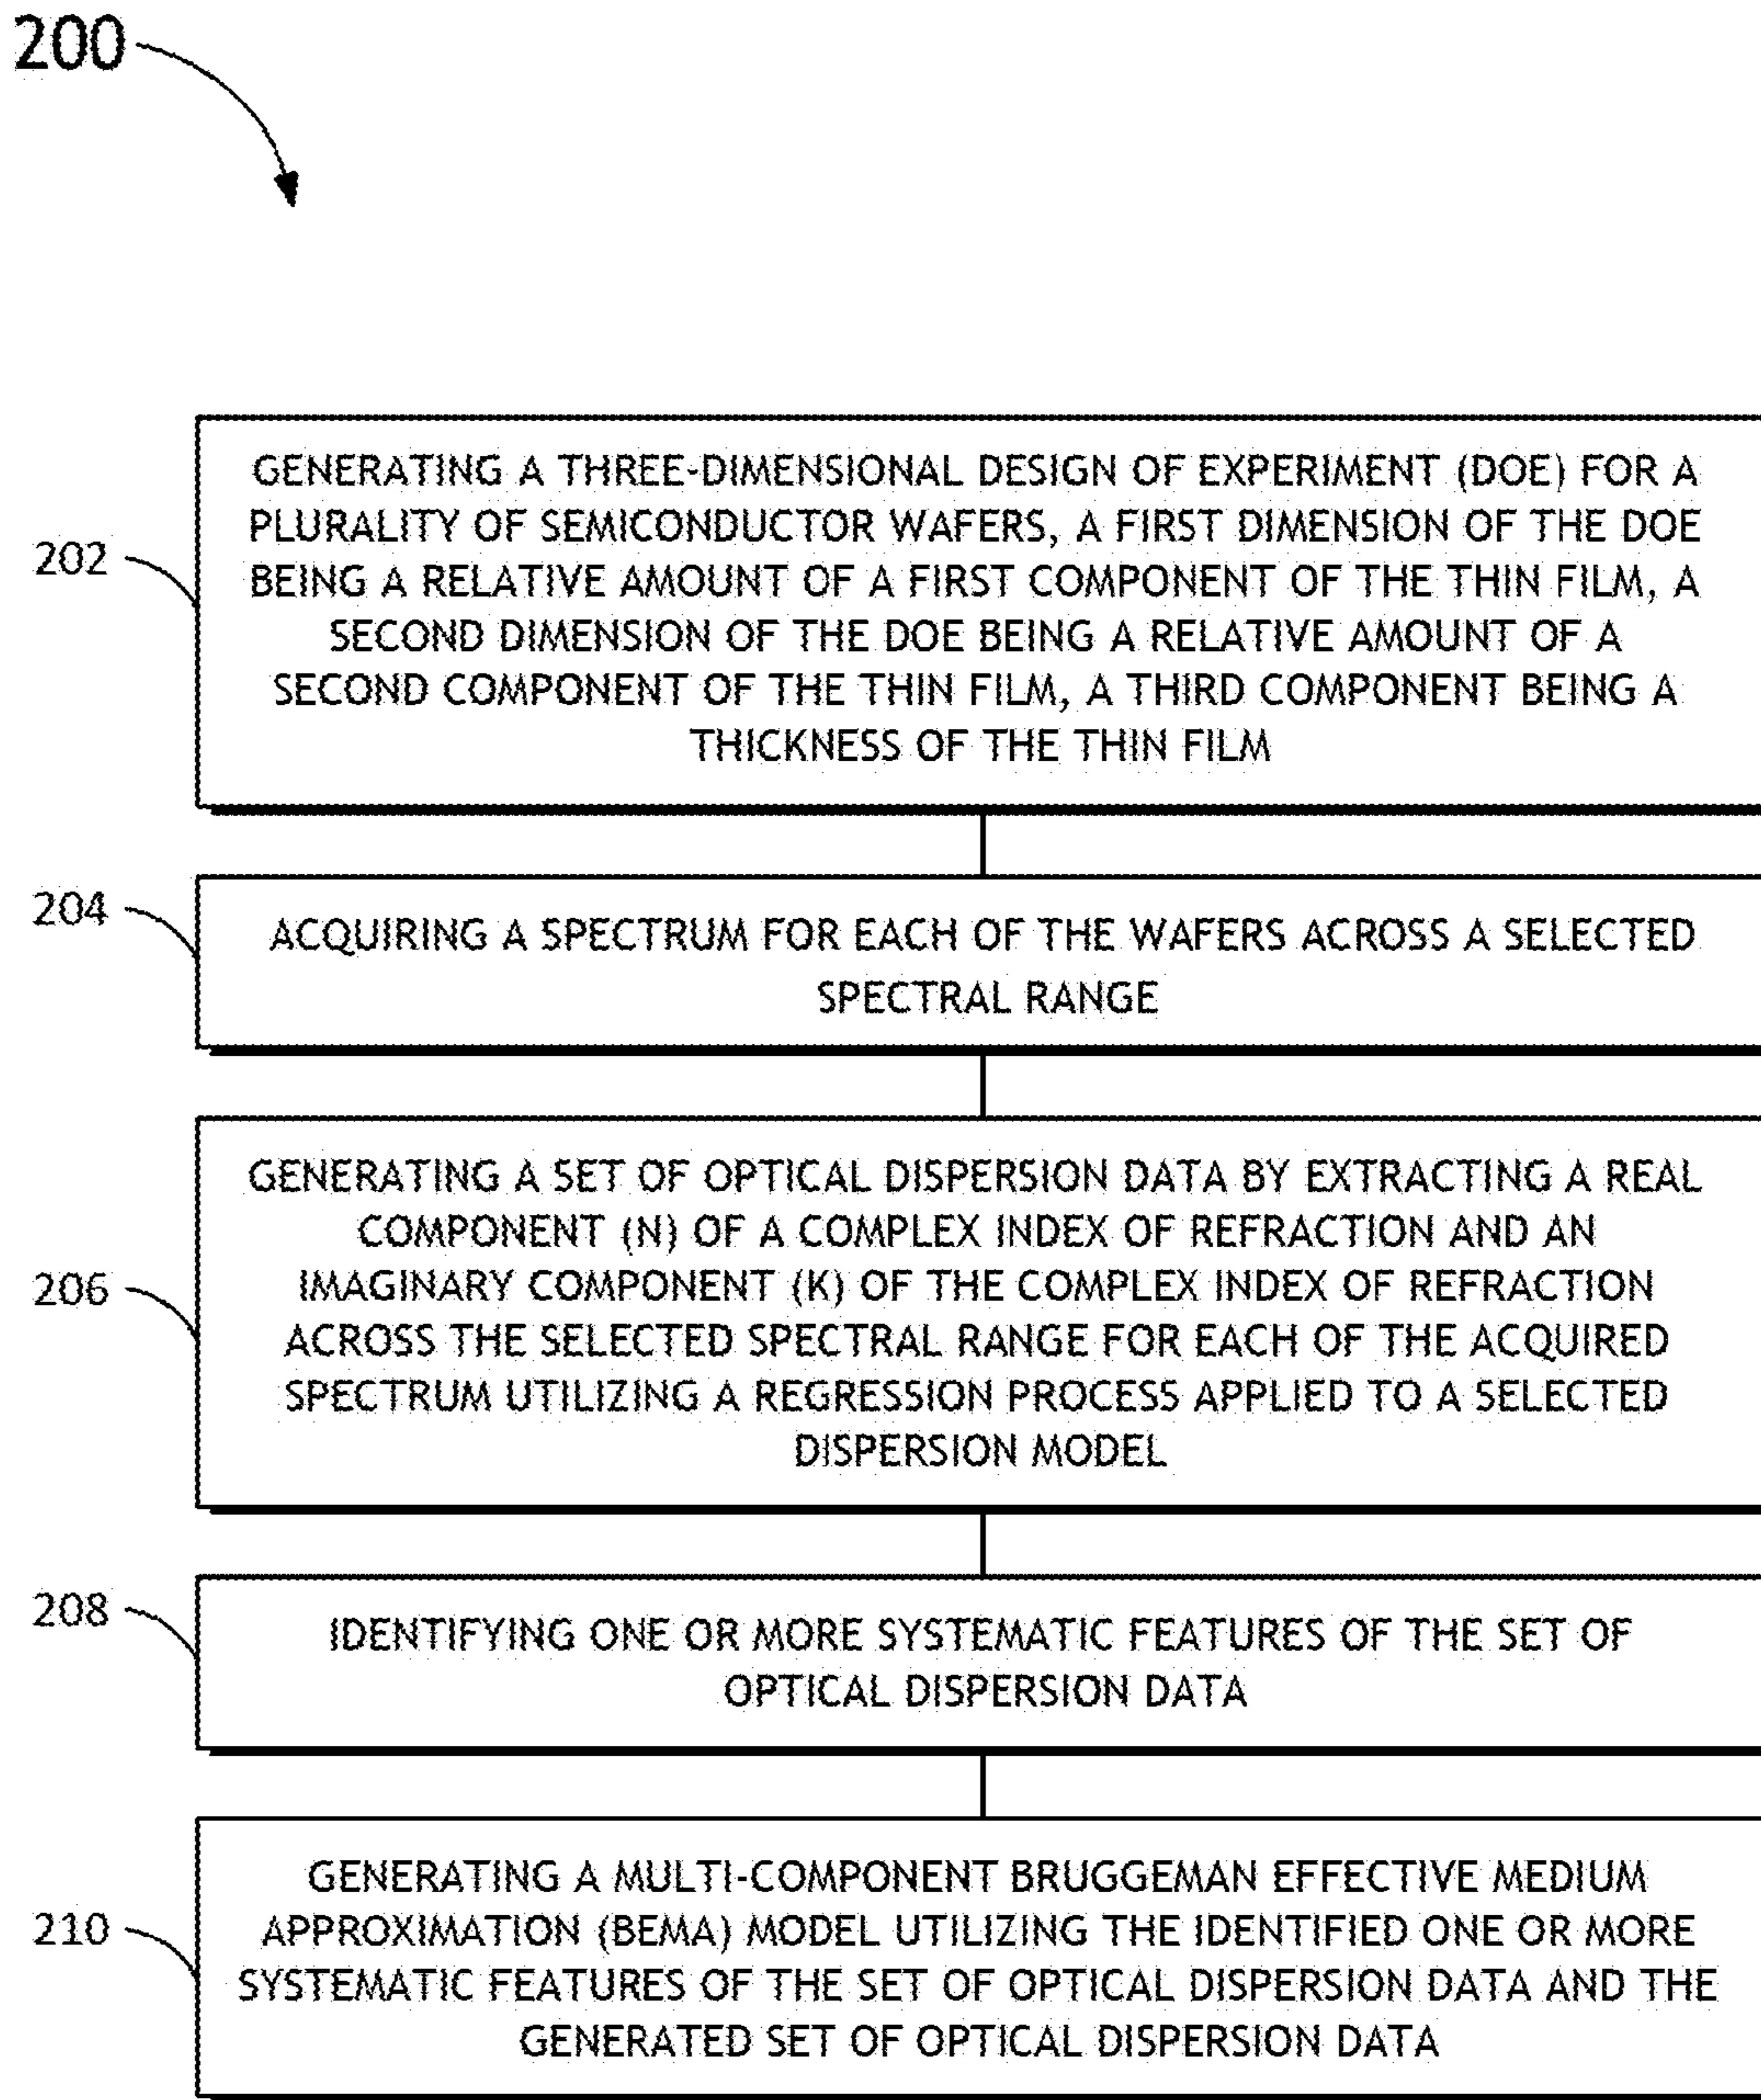 200
202
GENERATING A THREE-DIMENSIONAL DESIGN OF EXPERIMENT (DOE) FOR A
PLURALITY OF SEMICONDUCTOR WAFERS, A FIRST DIMENSION OF THE DOE
BEING A RELATIVE AMOUNT OF A FIRST COMPONENT OF THE THIN FILM, A
SECOND DIMENSION OF THE DOE BEING A RELATIVE AMOUNT OF A
SECOND COMPONENT OF THE THIN FILM, A THIRD COMPONENT BEING A
THICKNESS OF THE THIN FILM
204
ACQUIRING A SPECTRUM FOR EACH OF THE WAFERS ACROSS A SELECTED
SPECTRAL RANGE
206
GENERATING A SET OF OPTICAL DISPERSION DATA BY EXTRACTING A REAL
COMPONENT (N) OF A COMPLEX INDEX OF REFRACTION AND AN
IMAGINARY COMPONENT (K) OF THE COMPLEX INDEX OF REFRACTION
ACROSS THE SELECTED SPECTRAL RANGE FOR EACH OF THE ACQUIRED
SPECTRUM UTILIZING A REGRESSION PROCESS APPLIED TO A SELECTED
DISPERSION MODEL
208
IDENTIFYING ONE OR MORE SYSTEMATIC FEATURES OF THE SET OF
OPTICAL DISPERSION DATA
210
GENERATING A MULTI-COMPONENT BRUGGEMAN EFFECTIVE MEDIUM
APPROXIMATION (BEMA) MODEL UTILIZING THE IDENTIFIED ONE OR MORE
SYSTEMATIC FEATURES OF THE SET OF OPTICAL DISPERSION DATA AND THE
GENERATED SET OF OPTICAL DISPERSION DATA